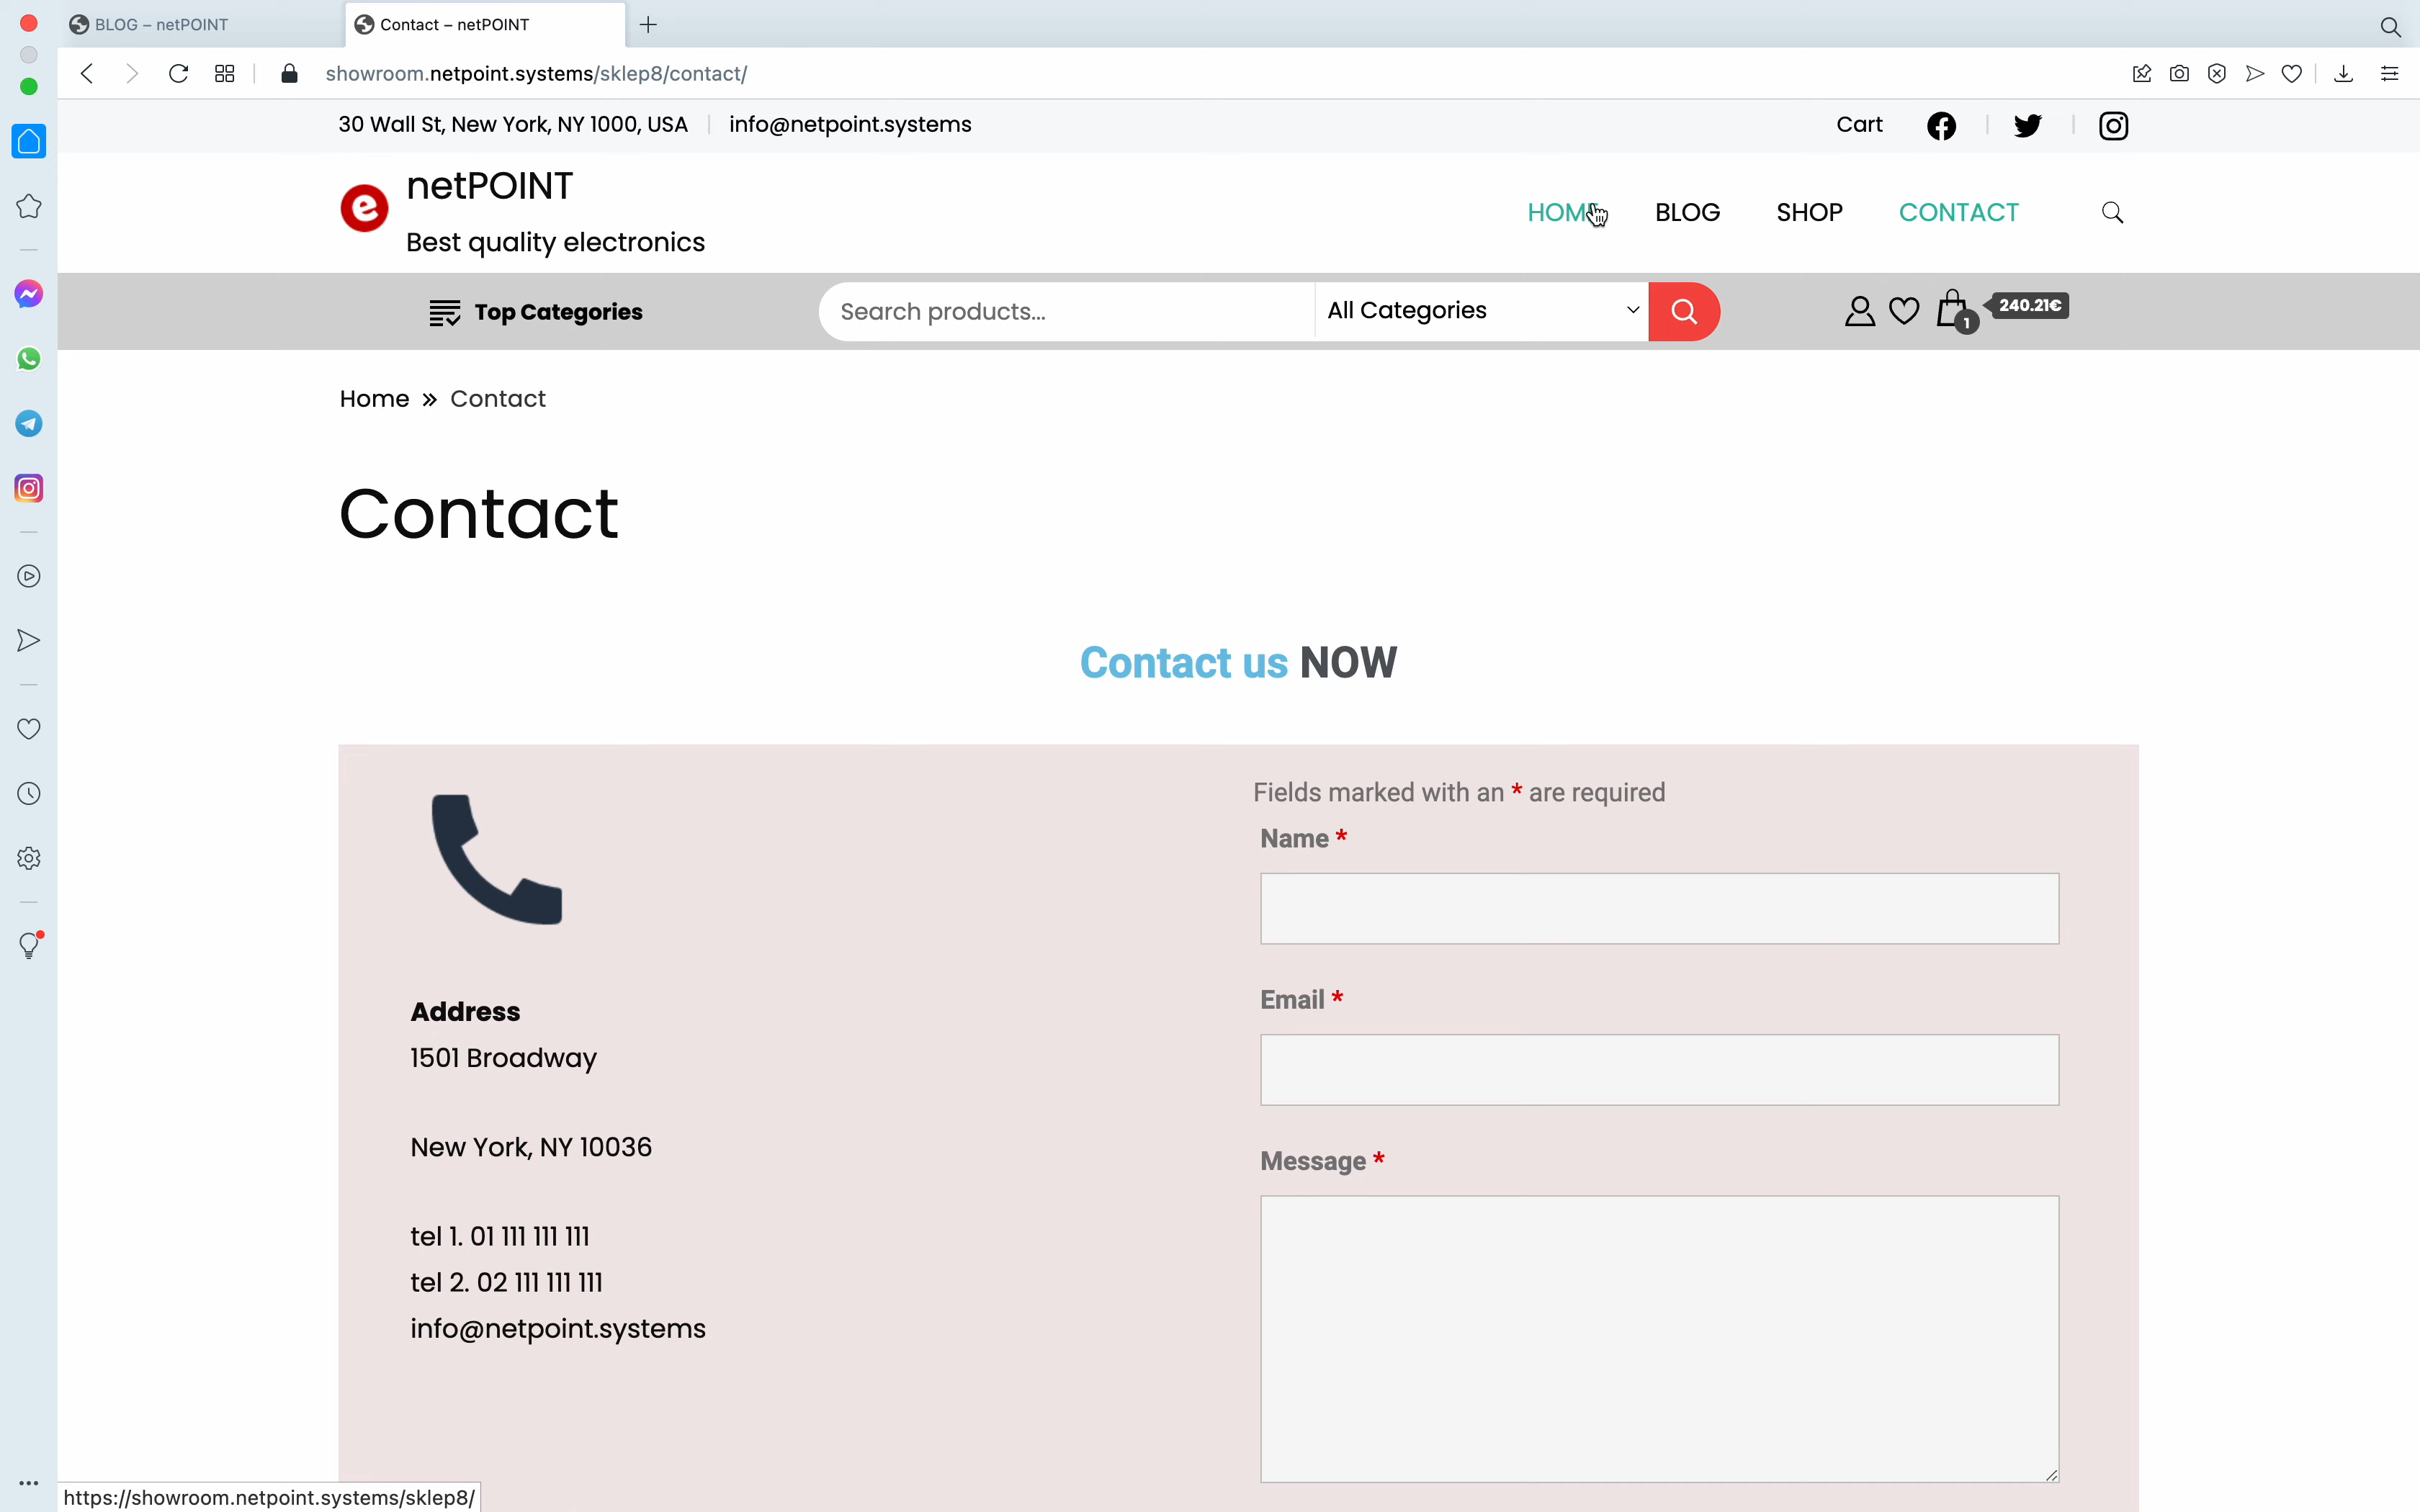 BLOG – netPOINT
Contact – netPOINT
showroom.netpoint.systems/sklep8/contact/
30 Wall St, New York, NY 1000, USA
info@netpoint.systems
Cart
e
netPOINT
Best quality electronics
HOME
BLOG
SHOP
CONTACT
Top Categories
Search products...
All Categories
1
240.21€
Home » Contact
Contact
Contact us NOW
Fields marked with an * are required
Name *
Email *
Message *
Address
1501 Broadway
New York, NY 10036
tel 1. 01 111 111 111
tel 2. 02 111 111 111
info@netpoint.systems
https://showroom.netpoint.systems/sklep8/